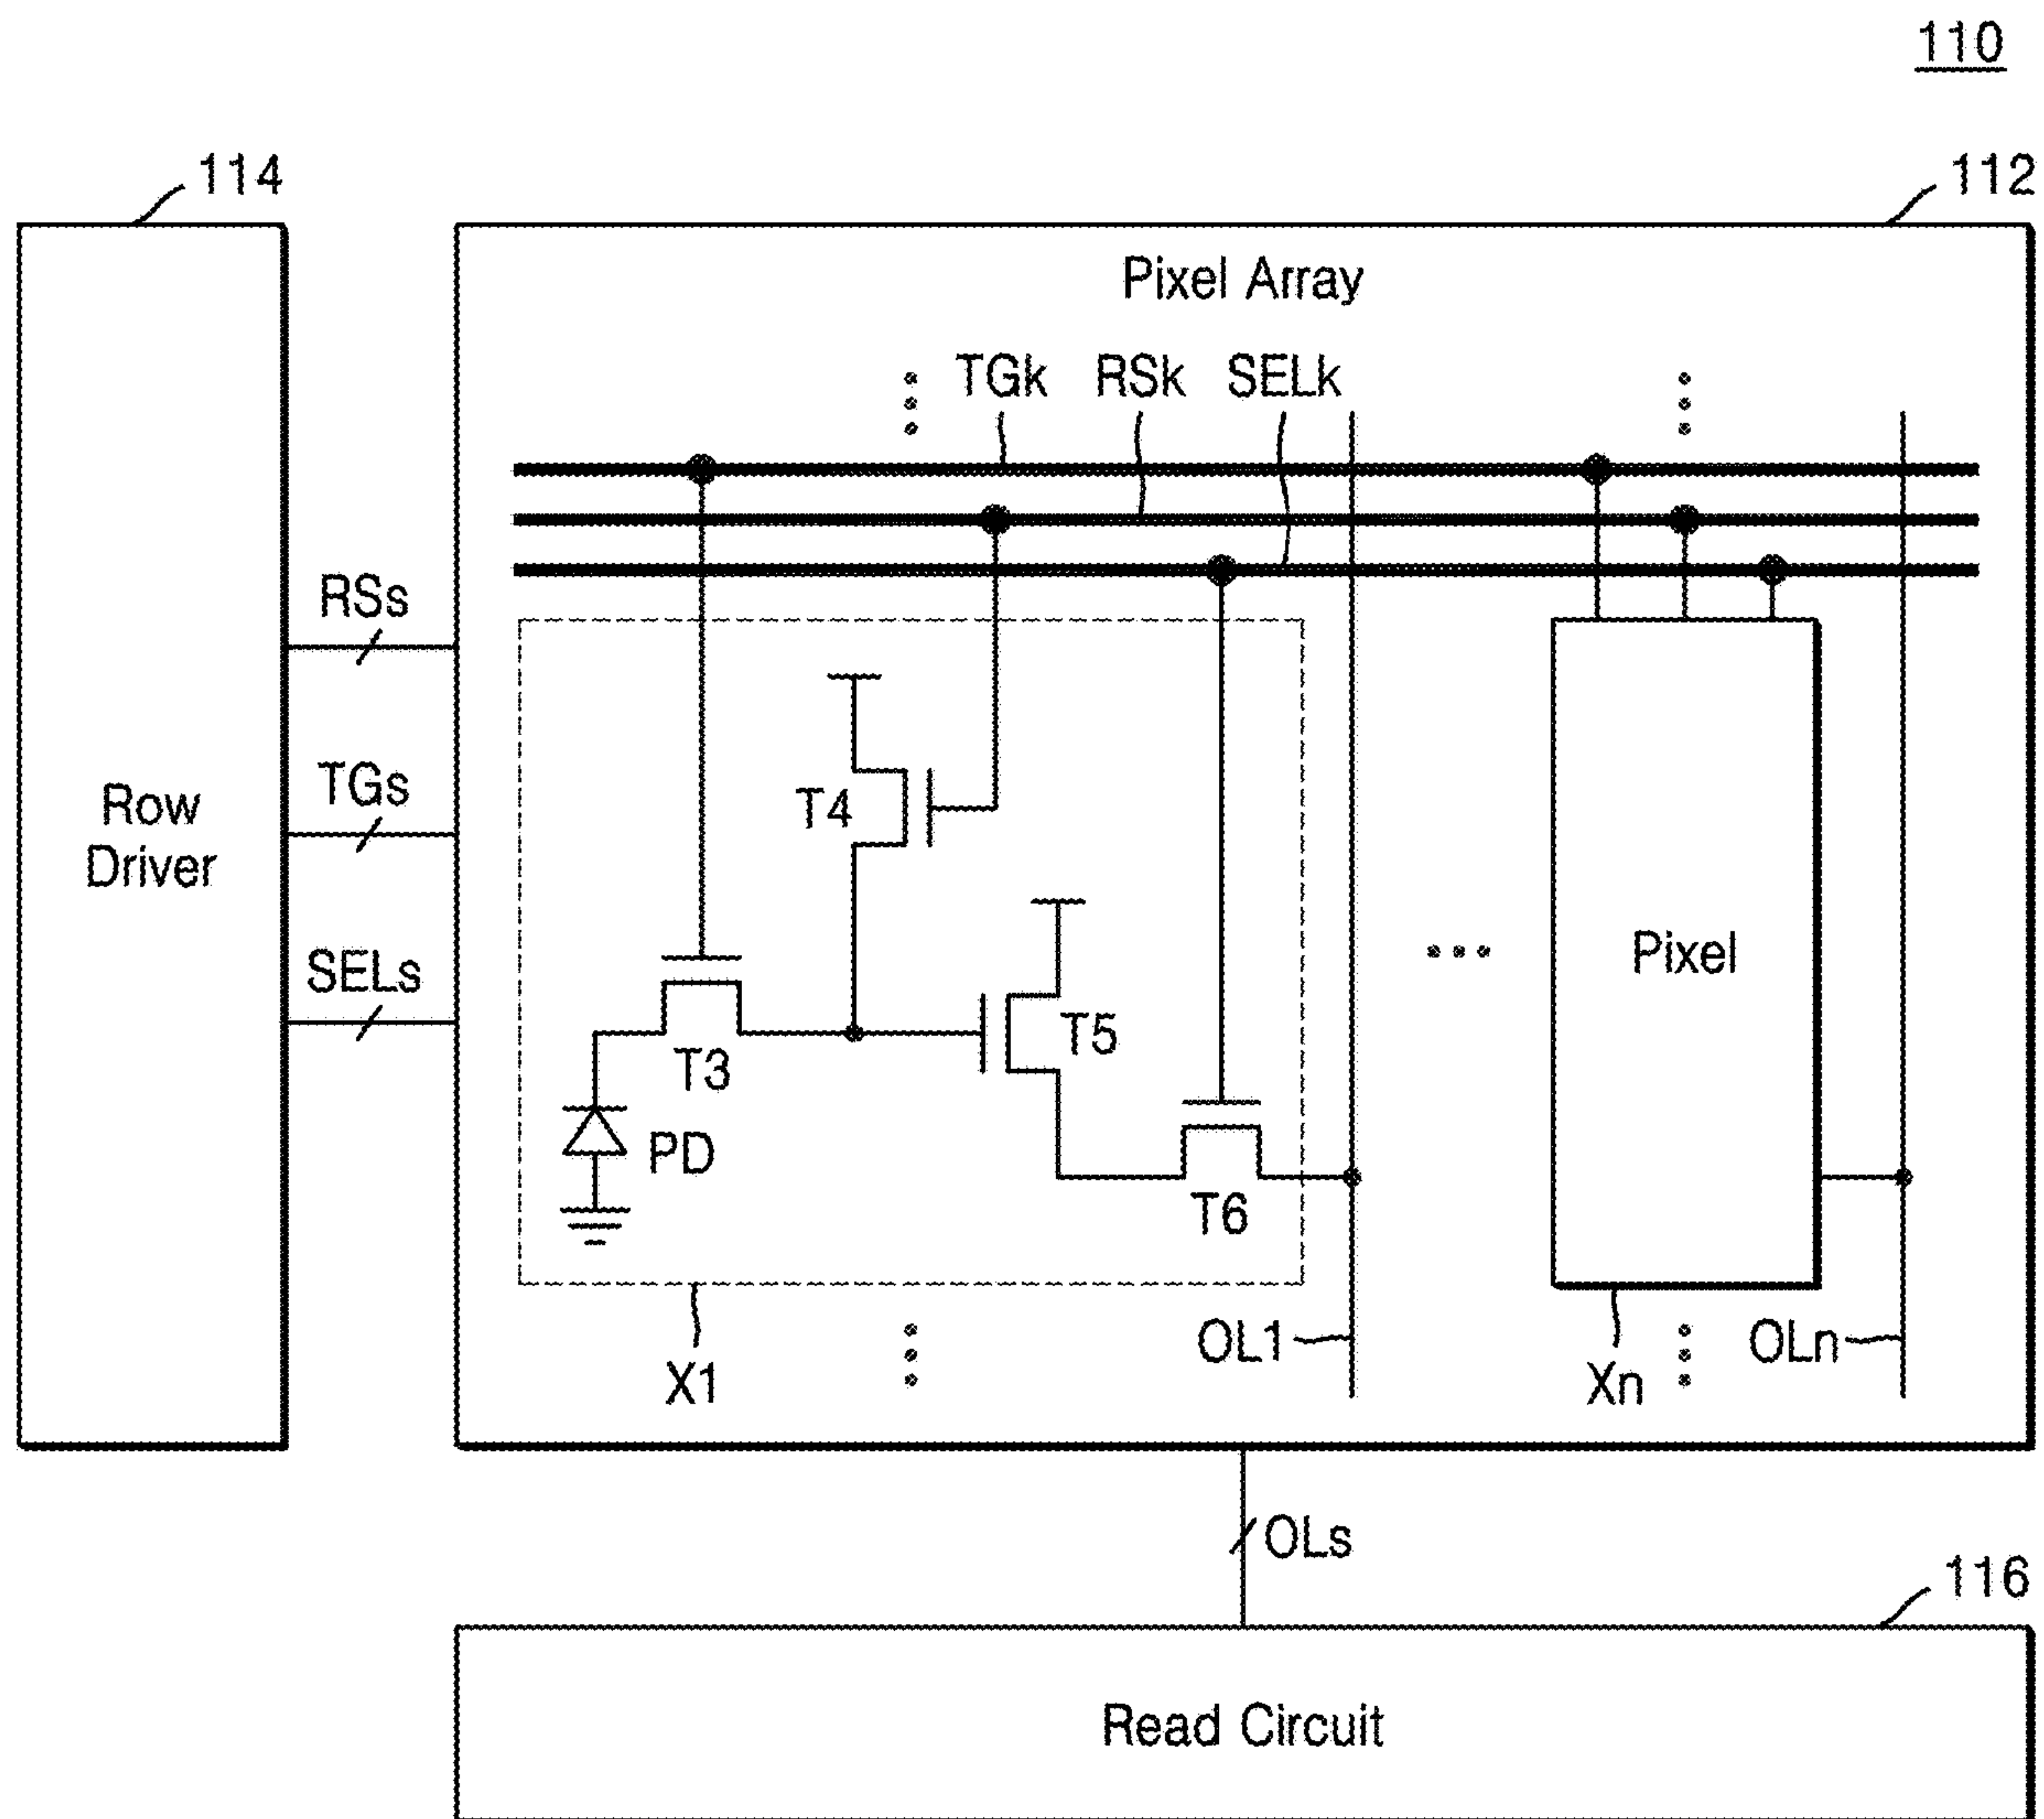 110
114
112
Pixel Array
TGk RSk SELk
RSs
TGs
SELs
Row
Driver
T4
T3
T5
PD
T6
Pixel
X1
OL1
Xn
OLn
OLs
116
Read Circuit